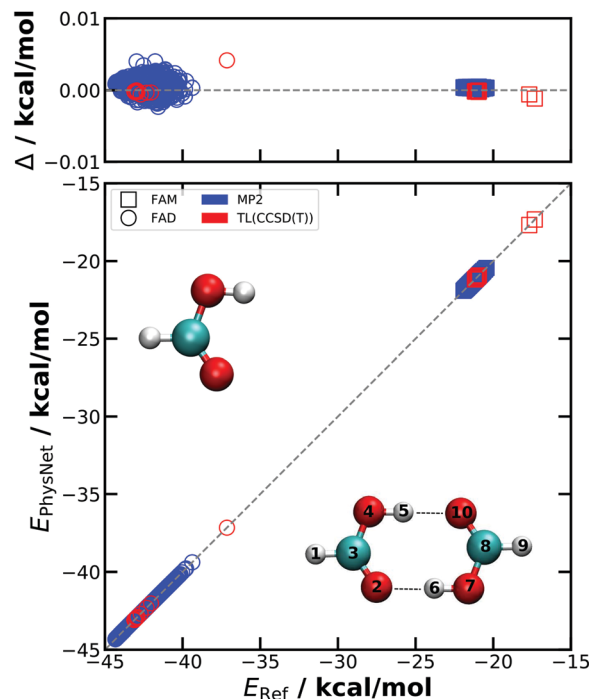 0.01
0.00
−0.01
Δ / kcal/mol
−15
−20
−25
−30
−35
−40
−45
E_PhysNet / kcal/mol
FAM MP2
FAD TL(CCSD(T))
4 5 10
1 3 8 9
2 6 7
−45 −40 −35 −30 −25 −20 −15
E_Ref / kcal/mol